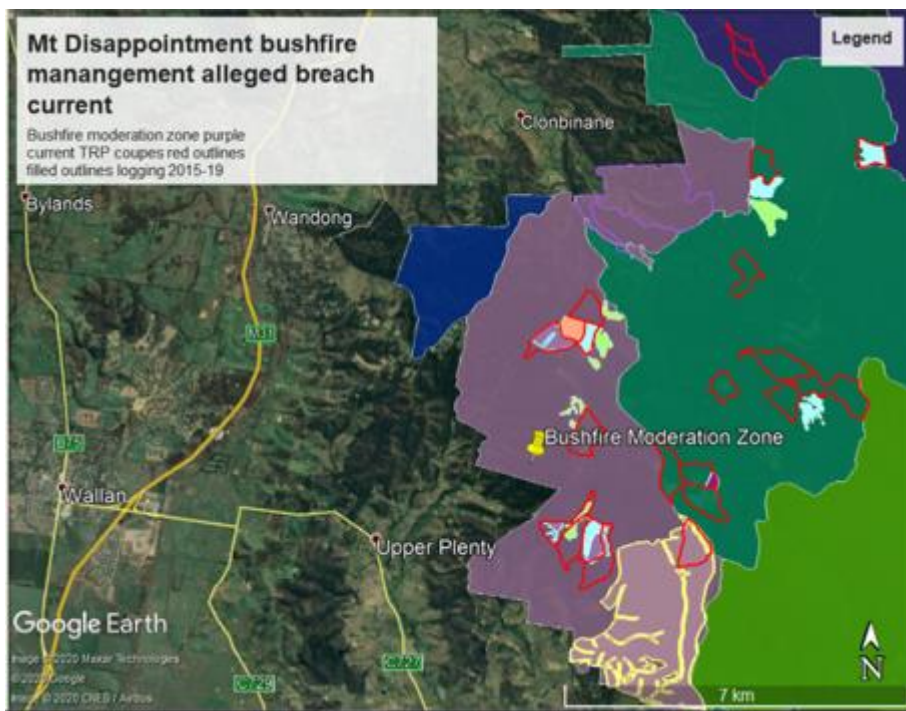 Mt Disappointment bushfire
manangement alleged breach
current
Bushfire moderation zone purple
current TRP coupes red outlines
filled outlines logging 2015-19
Legend
Clonbinane
Bylands
Wandong
M31
Bushfire Moderation Zone
B75
Wallan
Upper Plenty
Google Earth
Image © 2020 Maxar Technologies
© 2020 Google
Image © 2020 CNES / Airbus
C729
N
7 km